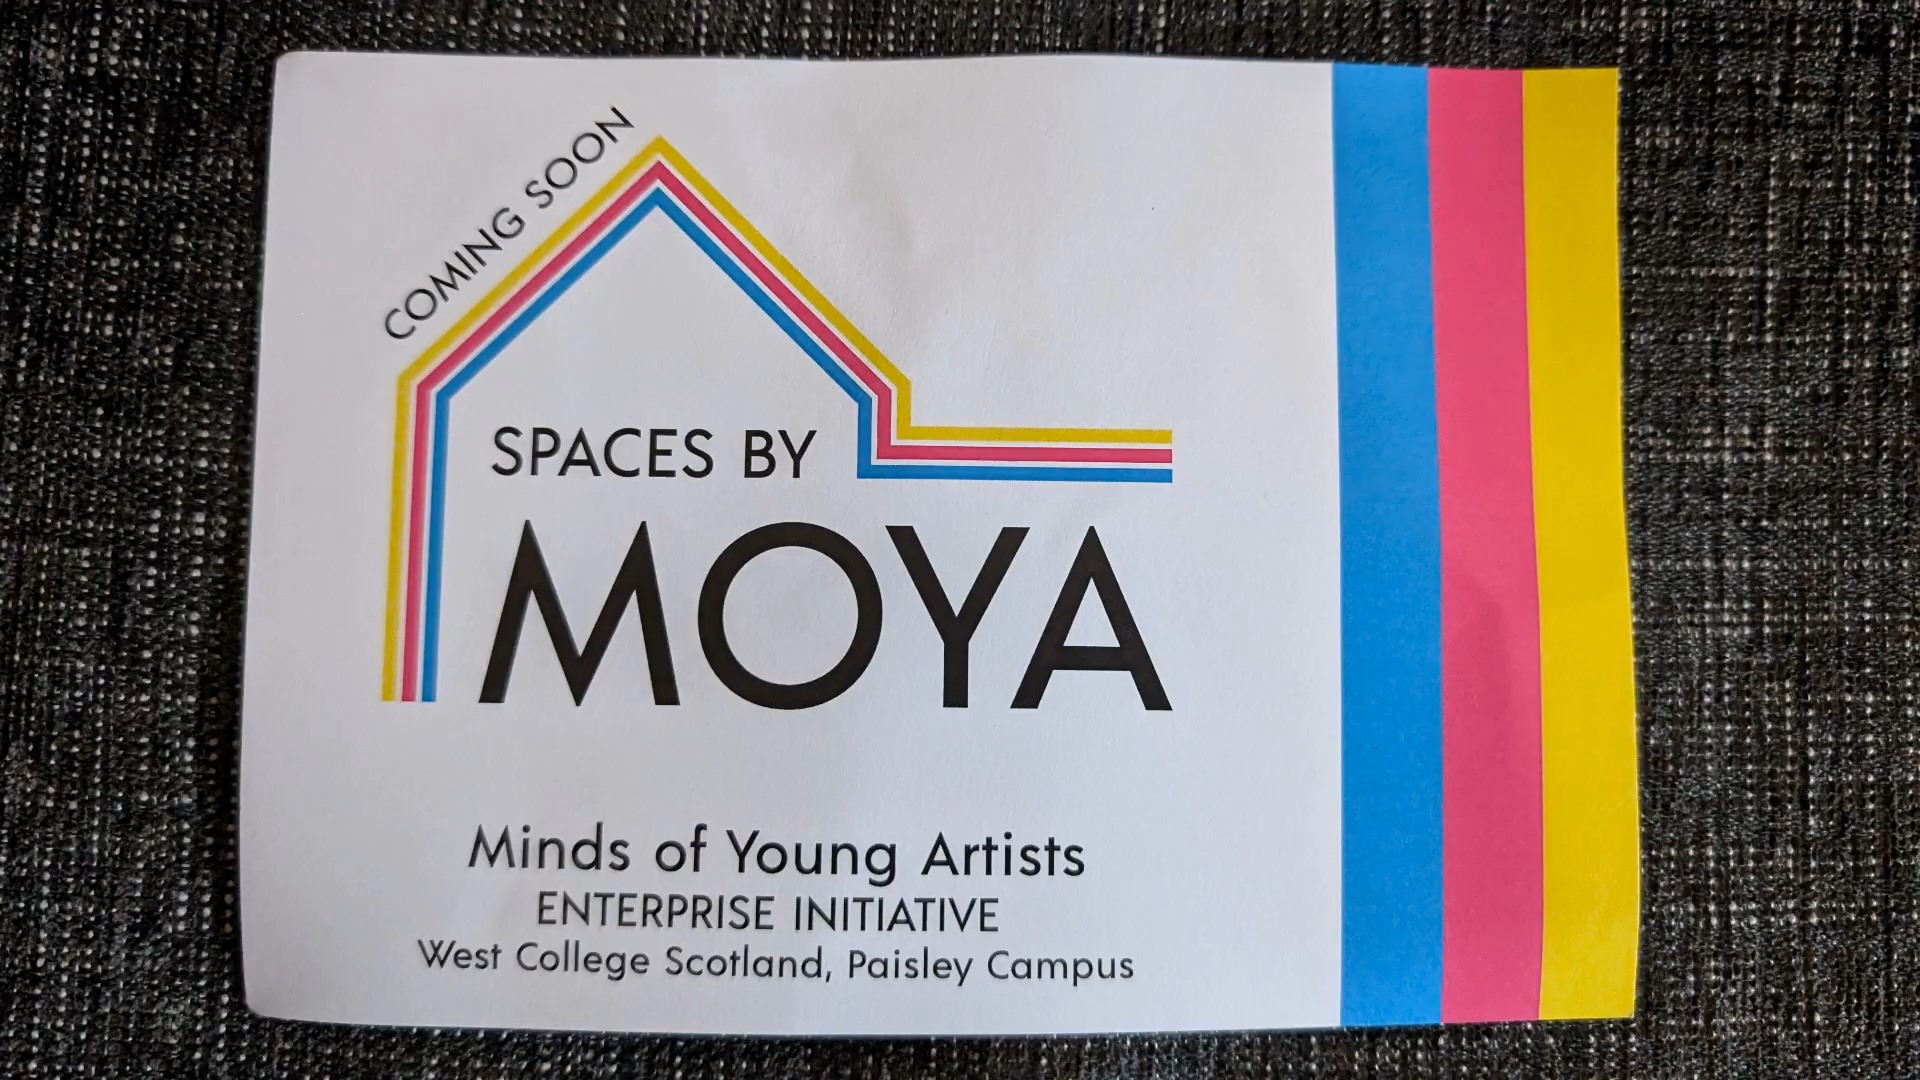 COMING SOON
SPACES BY
MOYA
Minds of Young Artists
ENTERPRISE INITIATIVE
West College Scotland, Paisley Campus